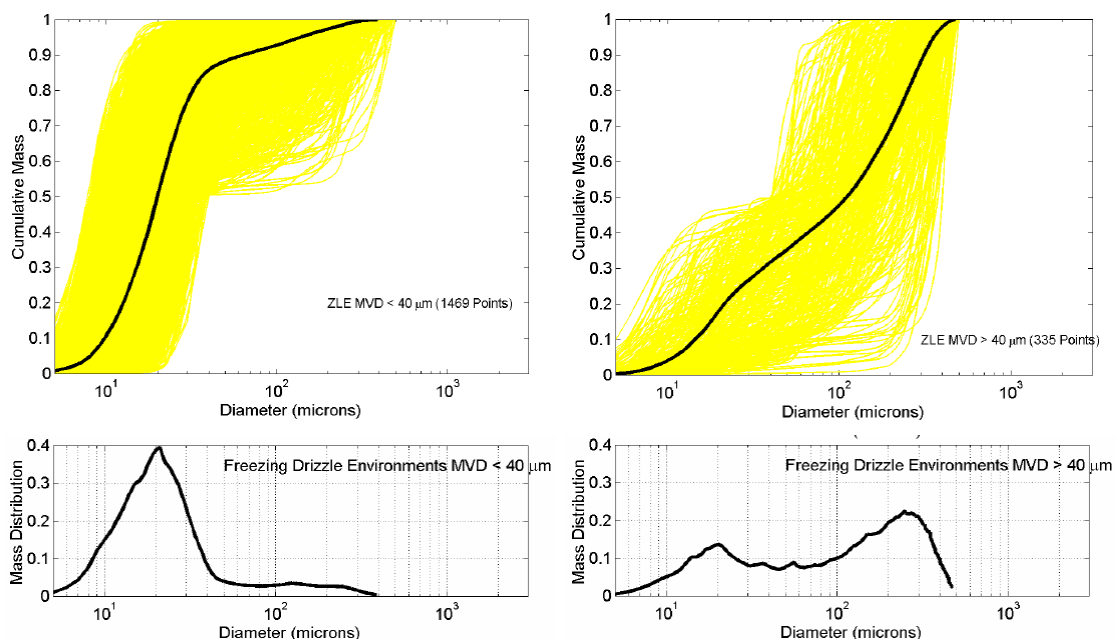 1
0.9
0.8
0.7
0.6
0.5
0.4
0.3
0.2
0.1
0
Cumulative Mass
ZLE MVD < 40 μm (1469 Points)
10¹ 10² 10³
Diameter (microns)
1
0.9
0.8
0.7
0.6
0.5
0.4
0.3
0.2
0.1
0
Cumulative Mass
ZLE MVD > 40 μm (335 Points)
10¹ 10² 10³
Diameter (microns)
0.4
0.3
0.2
0.1
0
Mass Distribution
Freezing Drizzle Environments MVD < 40 μm
10¹ 10² 10³
Diameter (microns)
0.4
0.3
0.2
0.1
0
Mass Distribution
Freezing Drizzle Environments MVD > 40 μm
10¹ 10² 10³
Diameter (microns)